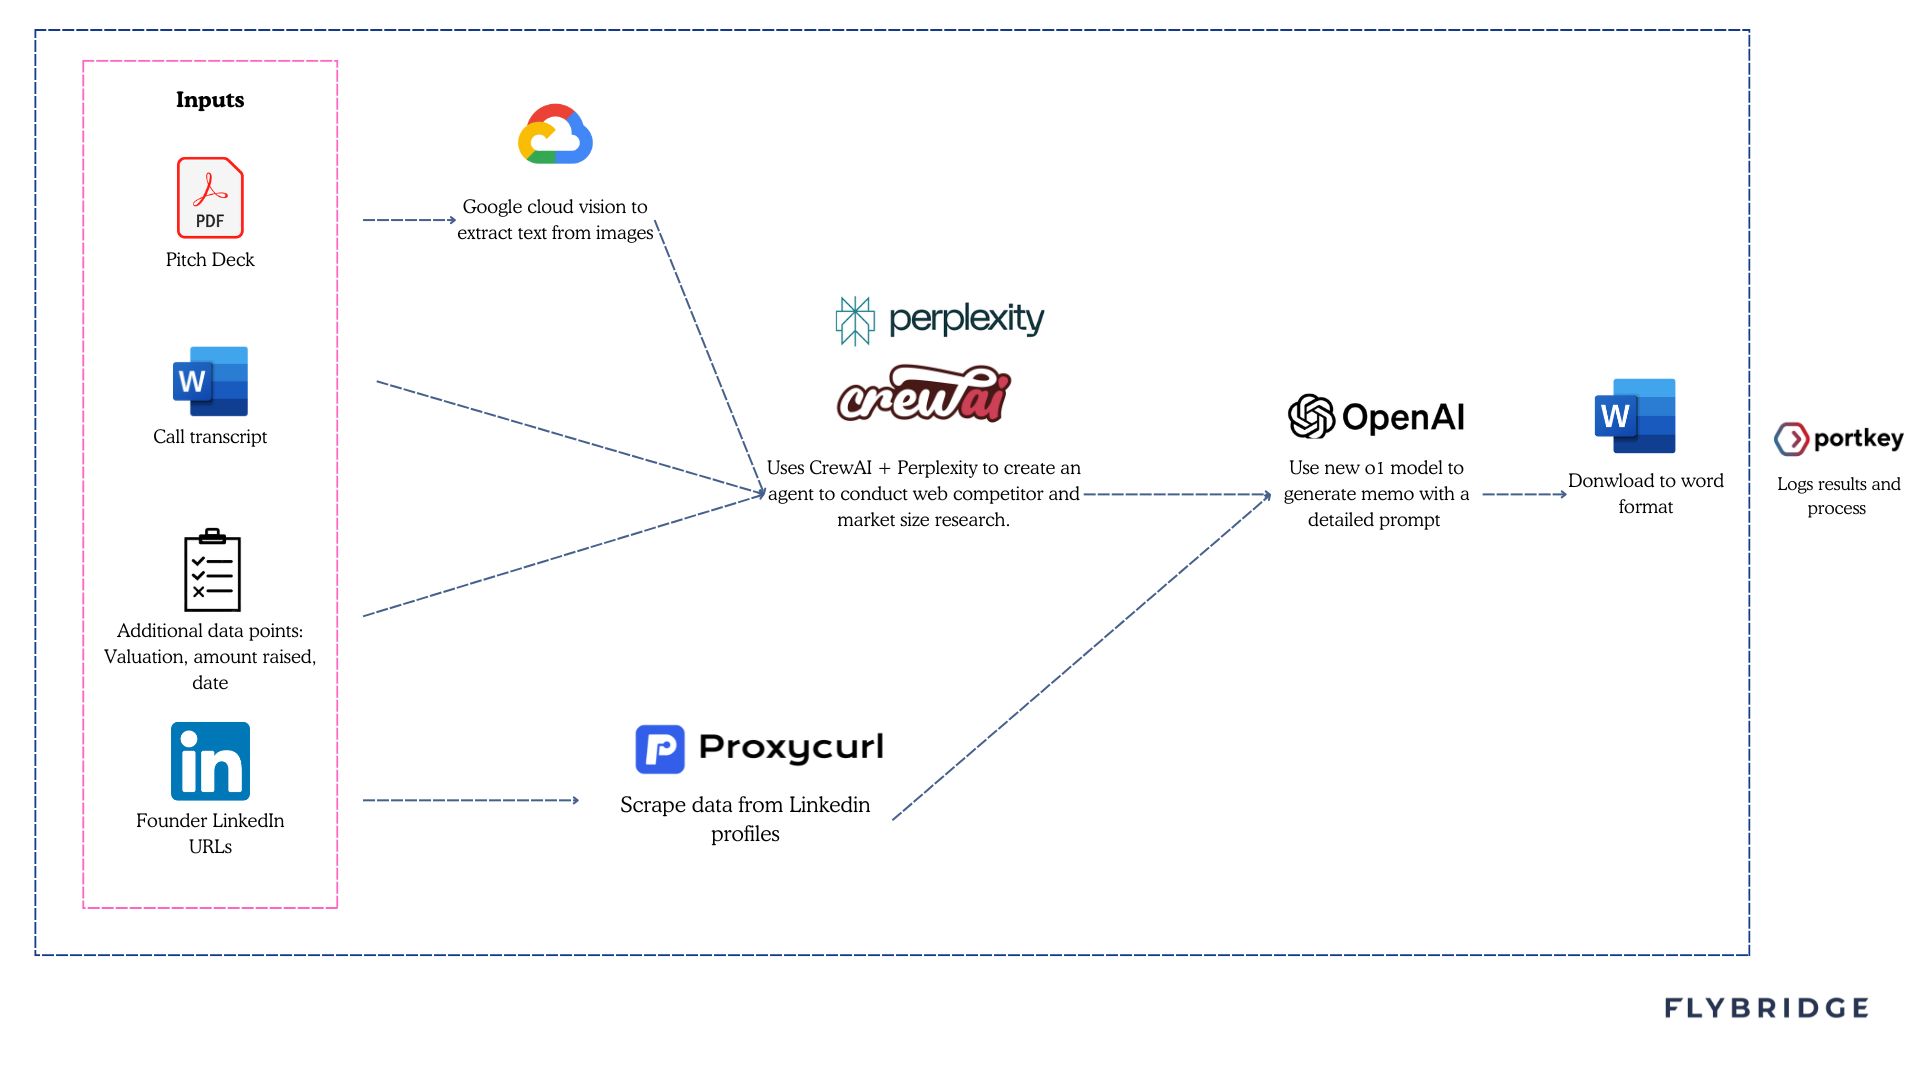 Inputs
PDF
Pitch Deck
W
Call transcript
Additional data points:
Valuation, amount raised,
date
in
Founder LinkedIn
URLs
Google cloud vision to
extract text from images
perplexity
crewai
Uses CrewAI + Perplexity to create an
agent to conduct web competitor and
market size research.
Proxycurl
Scrape data from Linkedin
profiles
OpenAI
Use new o1 model to
generate memo with a
detailed prompt
W
Donwload to word
format
portkey
Logs results and
process
FLYBRIDGE